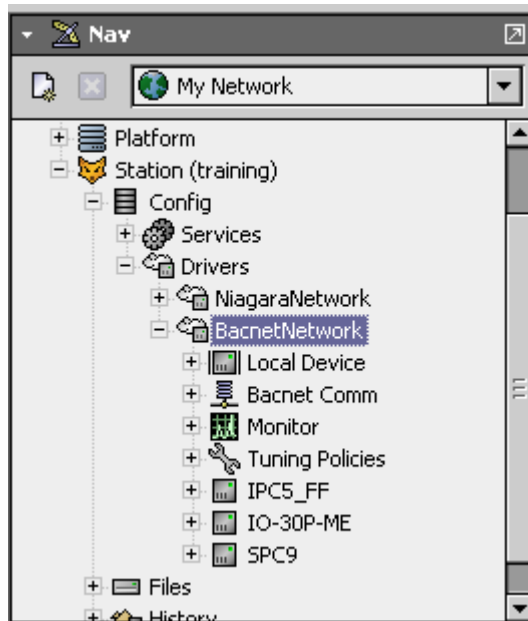 Nav
My Network
Platform
Station (training)
Config
Services
Drivers
NiagaraNetwork
BacnetNetwork
Local Device
Bacnet Comm
Monitor
Tuning Policies
IPC5_FF
IO-30P-ME
SPC9
Files
History